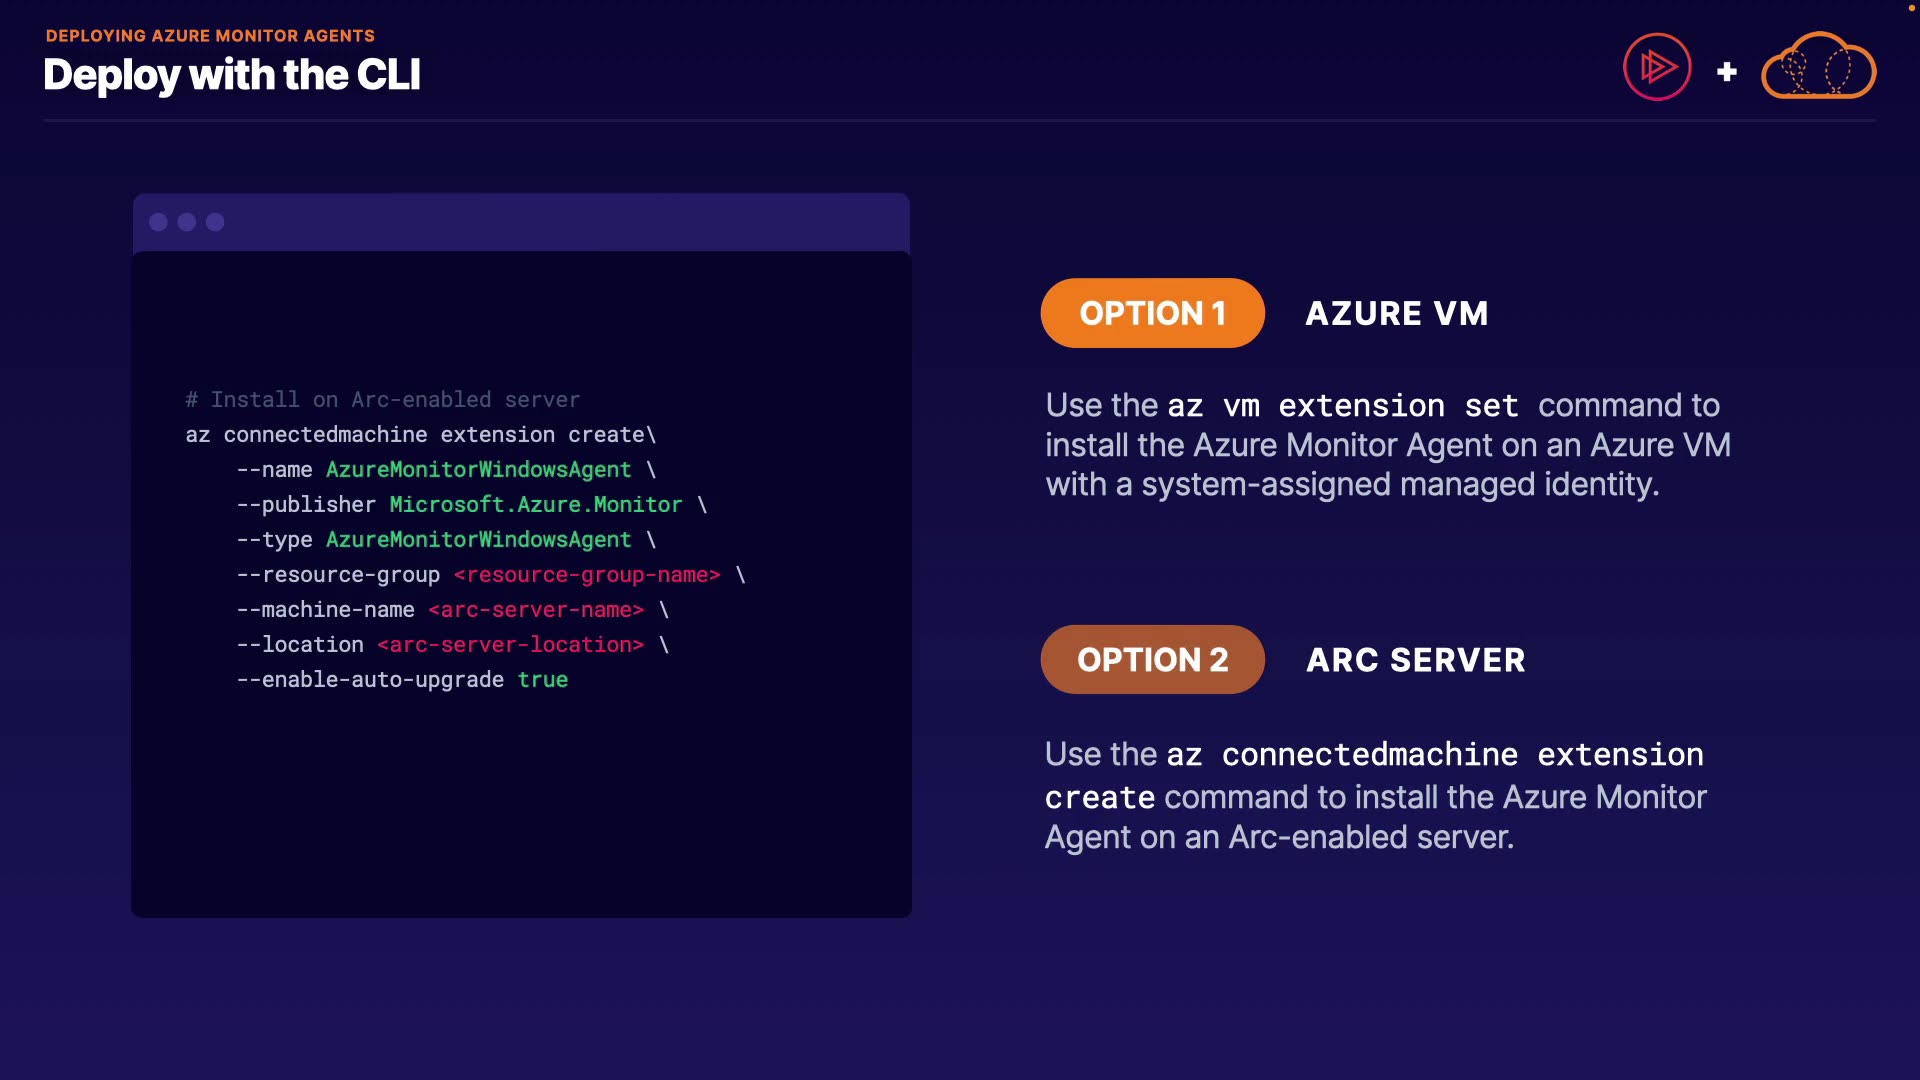 DEPLOYING AZURE MONITOR AGENTS
Deploy with the CLI
# Install on Arc-enabled server
az connectedmachine extension create\
--name AzureMonitorWindowsAgent \
--publisher Microsoft.Azure.Monitor \
--type AzureMonitorWindowsAgent \
--resource-group <resource-group-name> \
--machine-name <arc-server-name> \
--location <arc-server-location> \
--enable-auto-upgrade true
OPTION 1 AZURE VM
Use the az vm extension set command to
install the Azure Monitor Agent on an Azure VM
with a system-assigned managed identity.
OPTION 2 ARC SERVER
Use the az connectedmachine extension
create command to install the Azure Monitor
Agent on an Arc-enabled server.